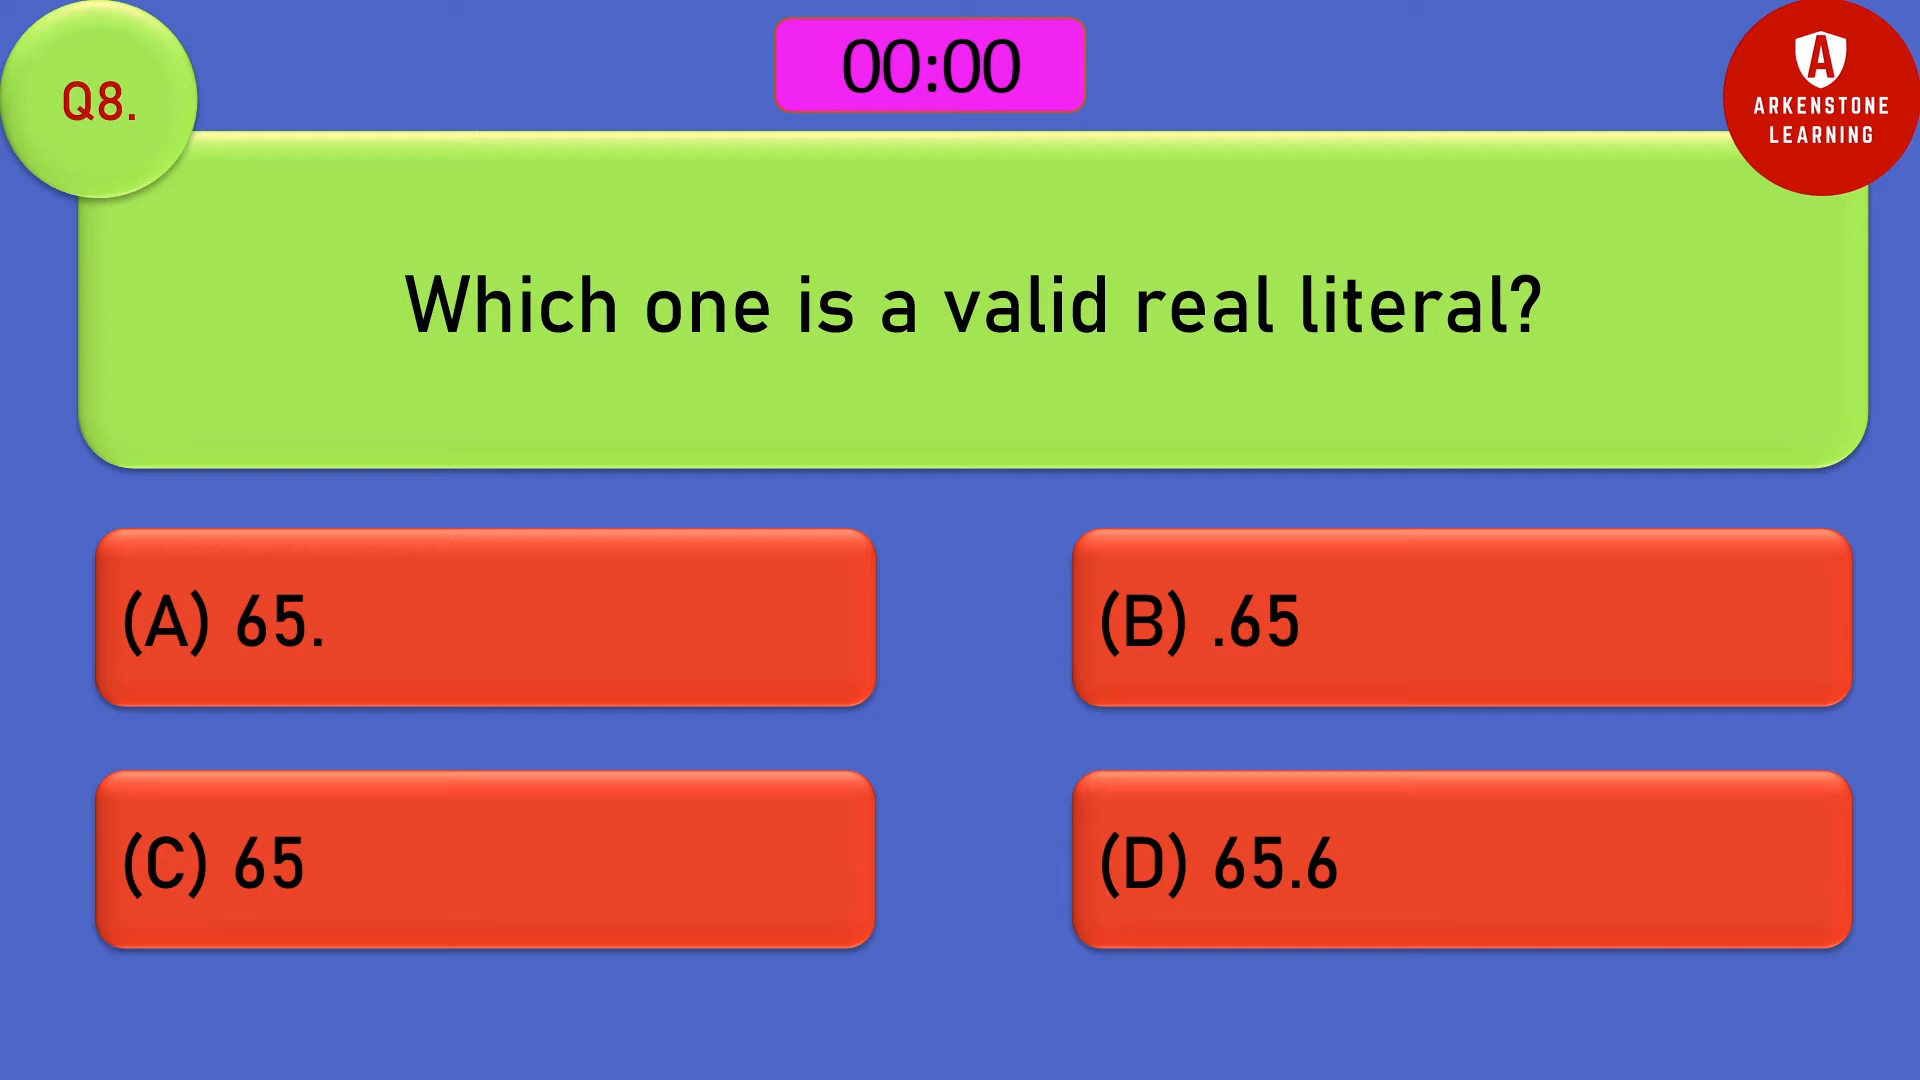 Q8.
00:00
ARKENSTONE
LEARNING
Which one is a valid real literal?
(A) 65.
(B) .65
(C) 65
(D) 65.6